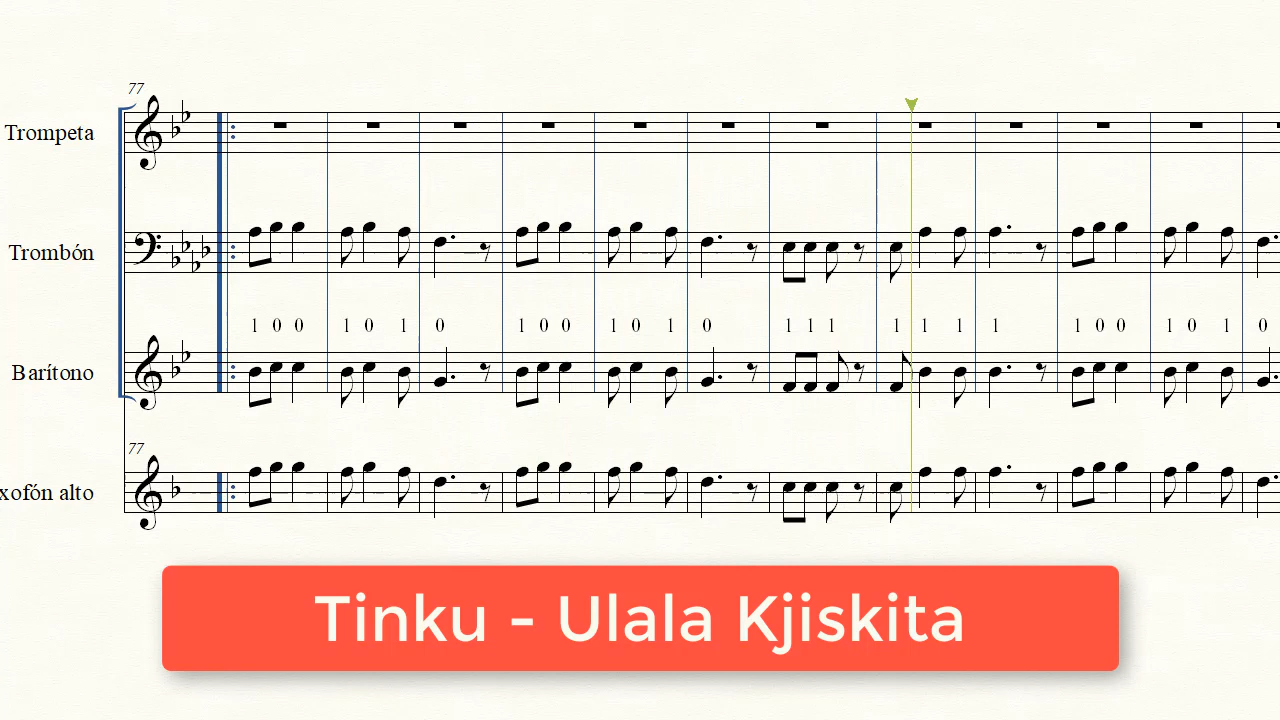 77
Trompeta
Trombón
1 0 0 1 0 1 0 1 0 0 1 0 1 0 1 1 1 1 1 1 1 1 0 0 1 0 1 0
Barítono
77
xofón alto
Tinku - Ulala Kjiskita